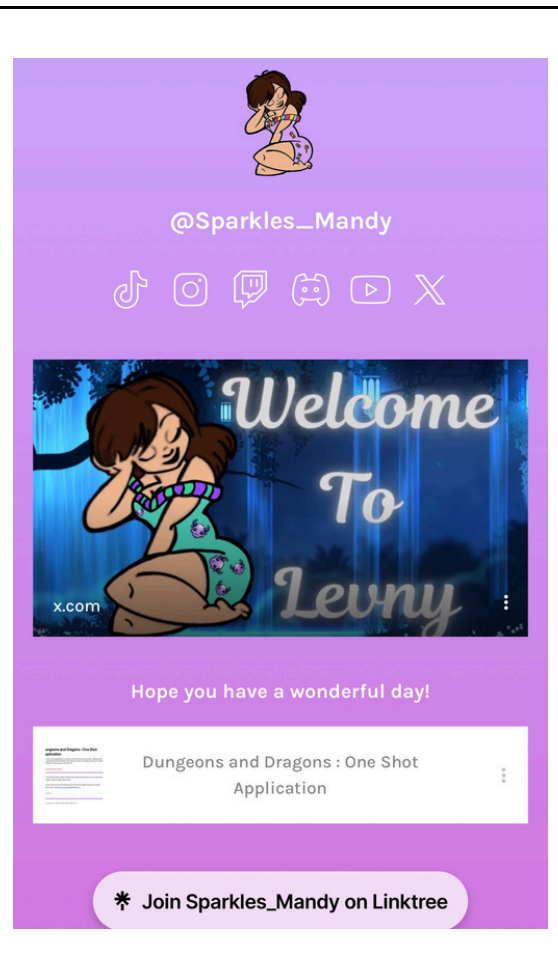 @Sparkles_Mandy
Welcome
To
Levny
x.com
Hope you have a wonderful day!
Dungeons and Dragons : One Shot
Application
Join Sparkles_Mandy on Linktree